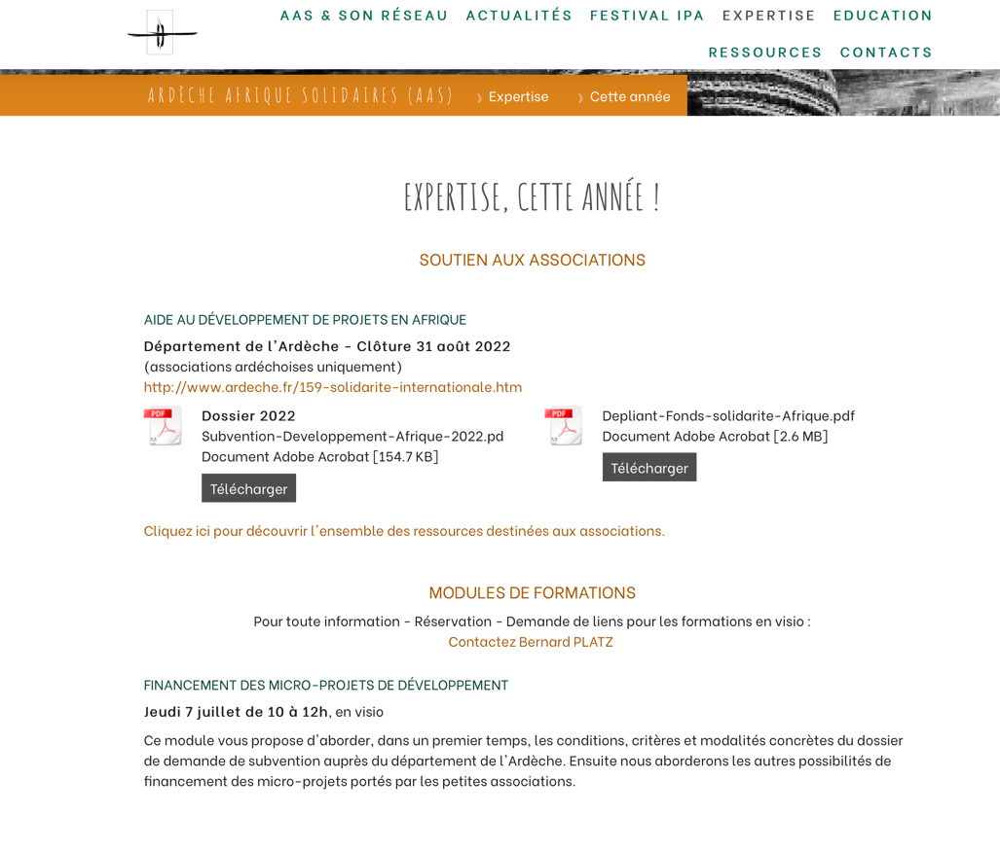 AAS & SON RÉSEAU ACTUALITÉS FESTIVAL IPA EXPERTISE EDUCATION
RESSOURCES CONTACTS
ARDÈCHE AFRIQUE SOLIDAIRES (AAS) Expertise Cette année
EXPERTISE, CETTE ANNÉE !
SOUTIEN AUX ASSOCIATIONS
AIDE AU DÉVELOPPEMENT DE PROJETS EN AFRIQUE
Département de l'Ardèche - Clôture 31 août 2022
(associations ardéchoises uniquement)
http://www.ardeche.fr/159-solidarite-internationale.htm
PDF
Dossier 2022
Subvention-Developpement-Afrique-2022.pd
Document Adobe Acrobat [154.7 KB]
Télécharger
PDF
Depliant-Fonds-solidarite-Afrique.pdf
Document Adobe Acrobat [2.6 MB]
Télécharger
Cliquez ici pour découvrir l'ensemble des ressources destinées aux associations.
MODULES DE FORMATIONS
Pour toute information - Réservation - Demande de liens pour les formations en visio :
Contactez Bernard PLATZ
FINANCEMENT DES MICRO-PROJETS DE DÉVELOPPEMENT
Jeudi 7 juillet de 10 à 12h, en visio
Ce module vous propose d'aborder, dans un premier temps, les conditions, critères et modalités concrètes du dossier
de demande de subvention auprès du département de l'Ardèche. Ensuite nous aborderons les autres possibilités de
financement des micro-projets portés par les petites associations.